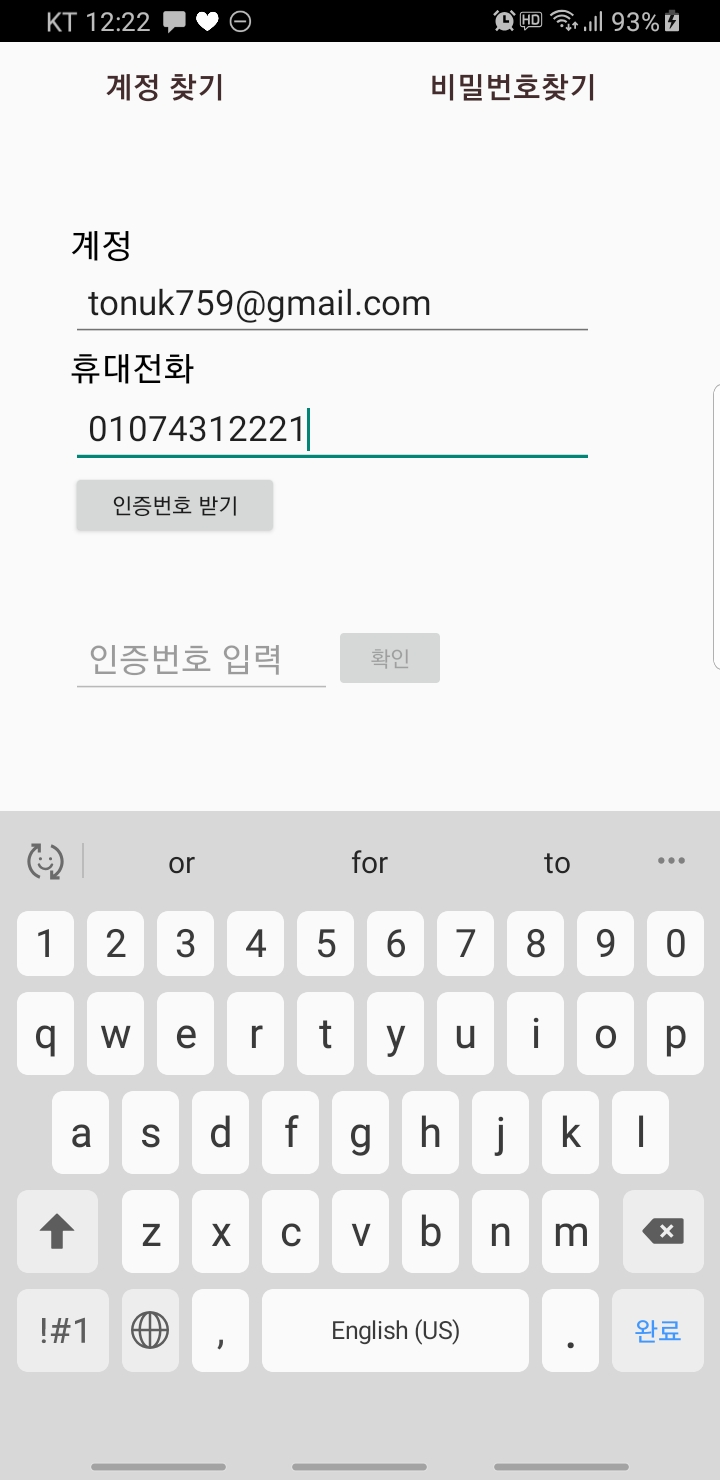 KT 12:22 HD 93%
계정 찾기 비밀번호찾기
계정
tonuk759@gmail.com
휴대전화
01074312221
인증번호 받기
인증번호 입력 확인
or for to
1 2 3 4 5 6 7 8 9 0
q w e r t y u i o p
a s d f g h j k l
z x c v b n m
!#1 , English (US) . 완료